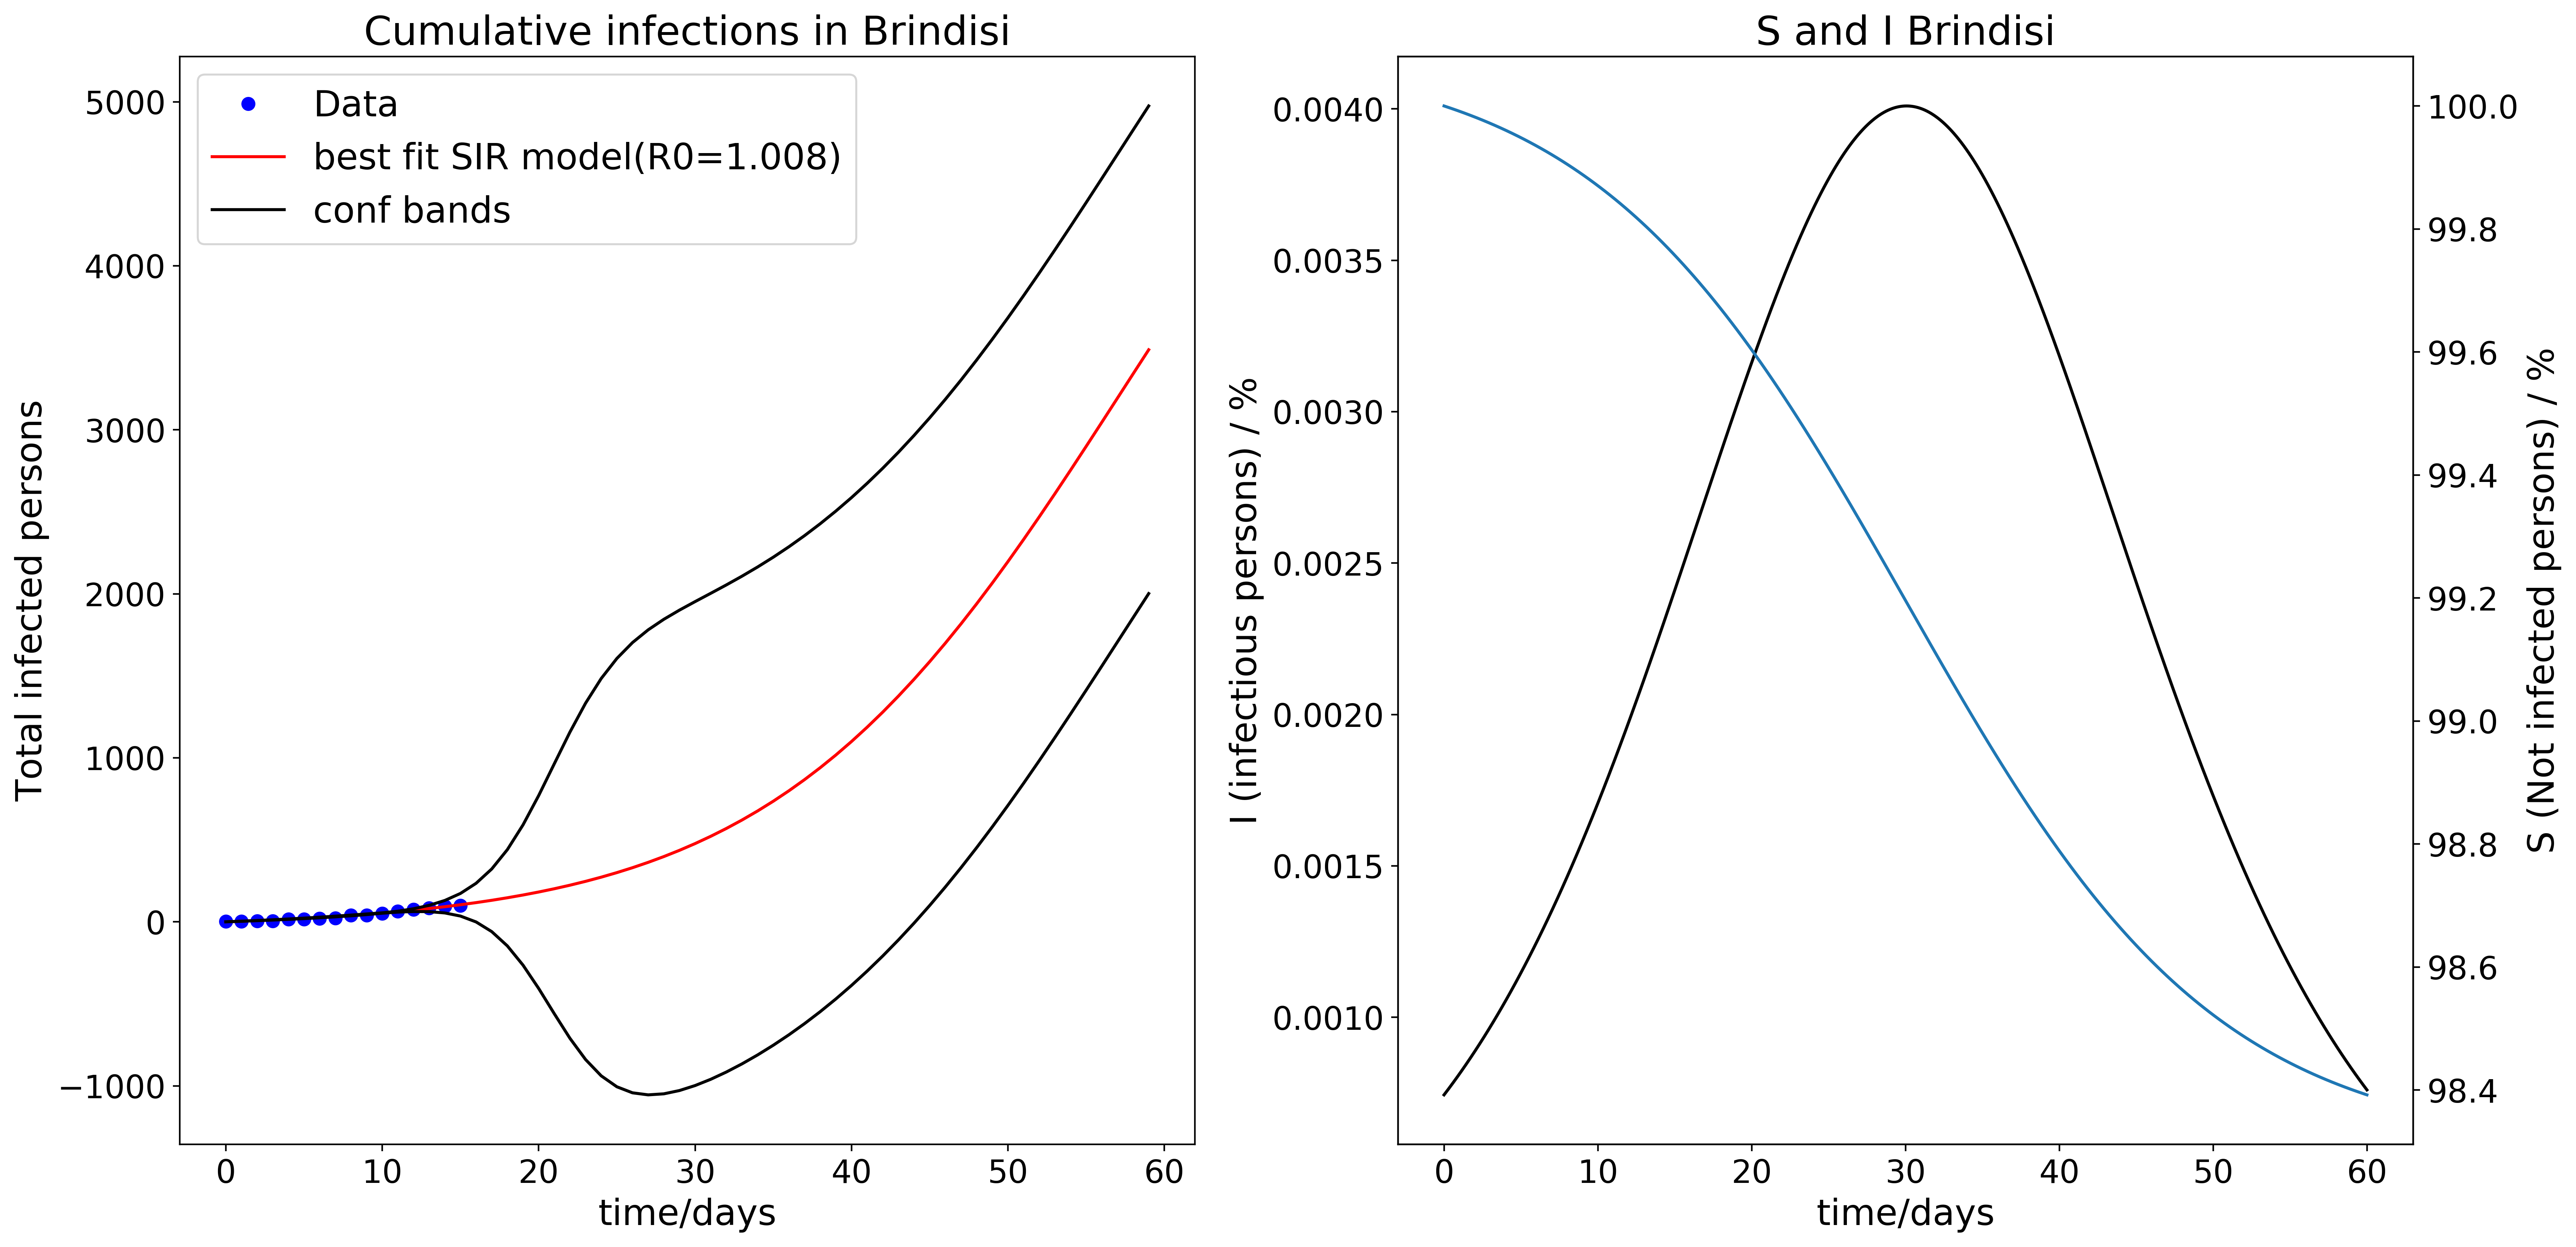 Cumulative infections in Brindisi
Data
best fit SIR model(R0=1.008)
conf bands
5000
4000
3000
2000
1000
0
−1000
Total infected persons
0 10 20 30 40 50 60
time/days
S and I Brindisi
0.0040
0.0035
0.0030
0.0025
0.0020
0.0015
0.0010
I (infectious persons) / %
100.0
99.8
99.6
99.4
99.2
99.0
98.8
98.6
98.4
S (Not infected persons) / %
0 10 20 30 40 50 60
time/days